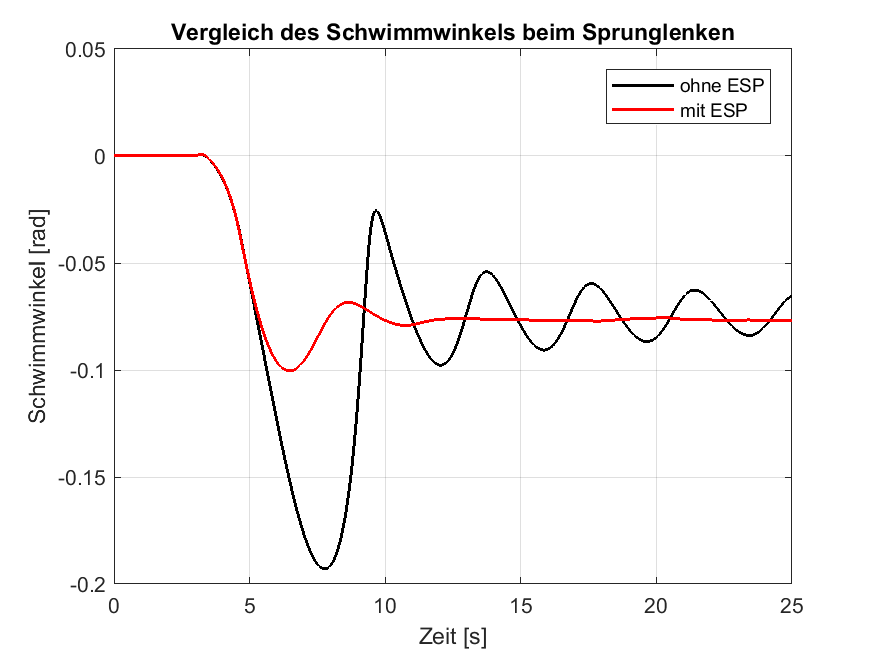 Vergleich des Schwimmwinkels beim Sprunglenken
0.05
0
-0.05
-0.1
-0.15
-0.2
Schwimmwinkel [rad]
ohne ESP
mit ESP
0 5 10 15 20 25
Zeit [s]